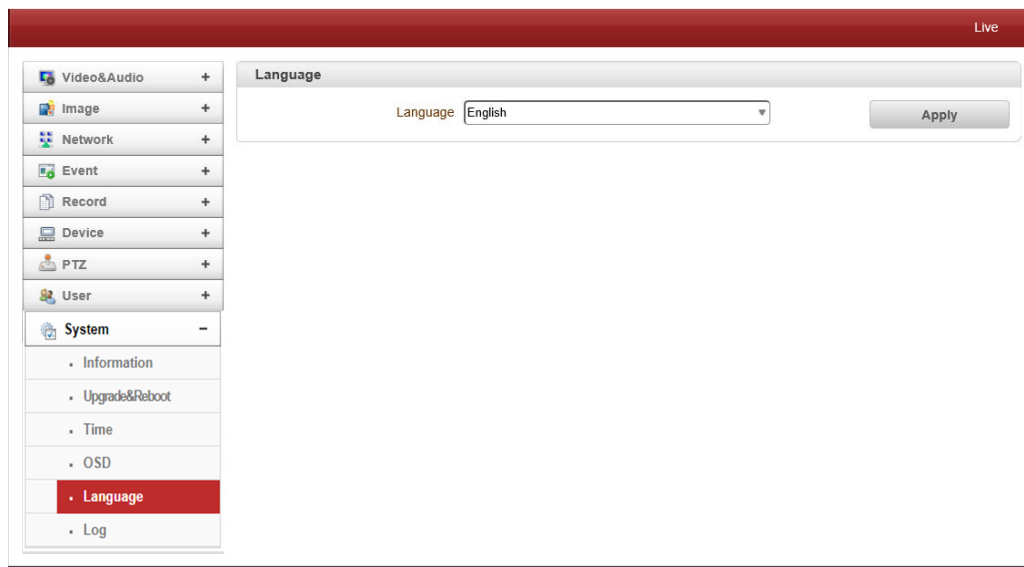 Live
Video&Audio +
Image +
Network +
Event +
Record +
Device +
PTZ +
User +
System −
Information
Upgrade&Reboot
Time
OSD
Language
Log
Language
Language English
Apply